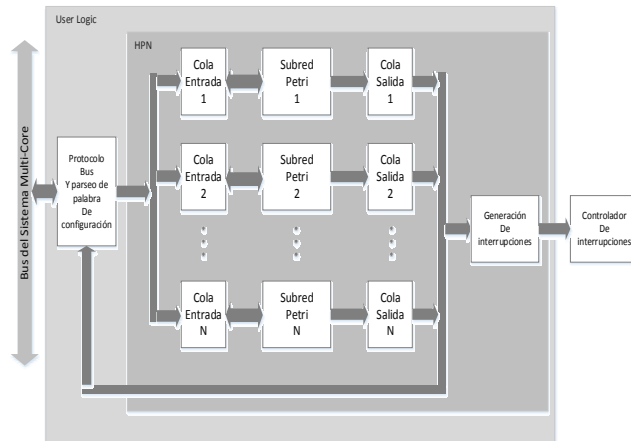 User Logic
HPN
Bus del Sistema Multi-Core
Protocolo
Bus
Y parseo de
palabra
De
configuración
Cola
Entrada
1
Subred
Petri
1
Cola
Salida
1
Cola
Entrada
2
Subred
Petri
2
Cola
Salida
2
Cola
Entrada
N
Subred
Petri
N
Cola
Salida
N
Generación
De
interrupciones
Controlador
De
interrupciones